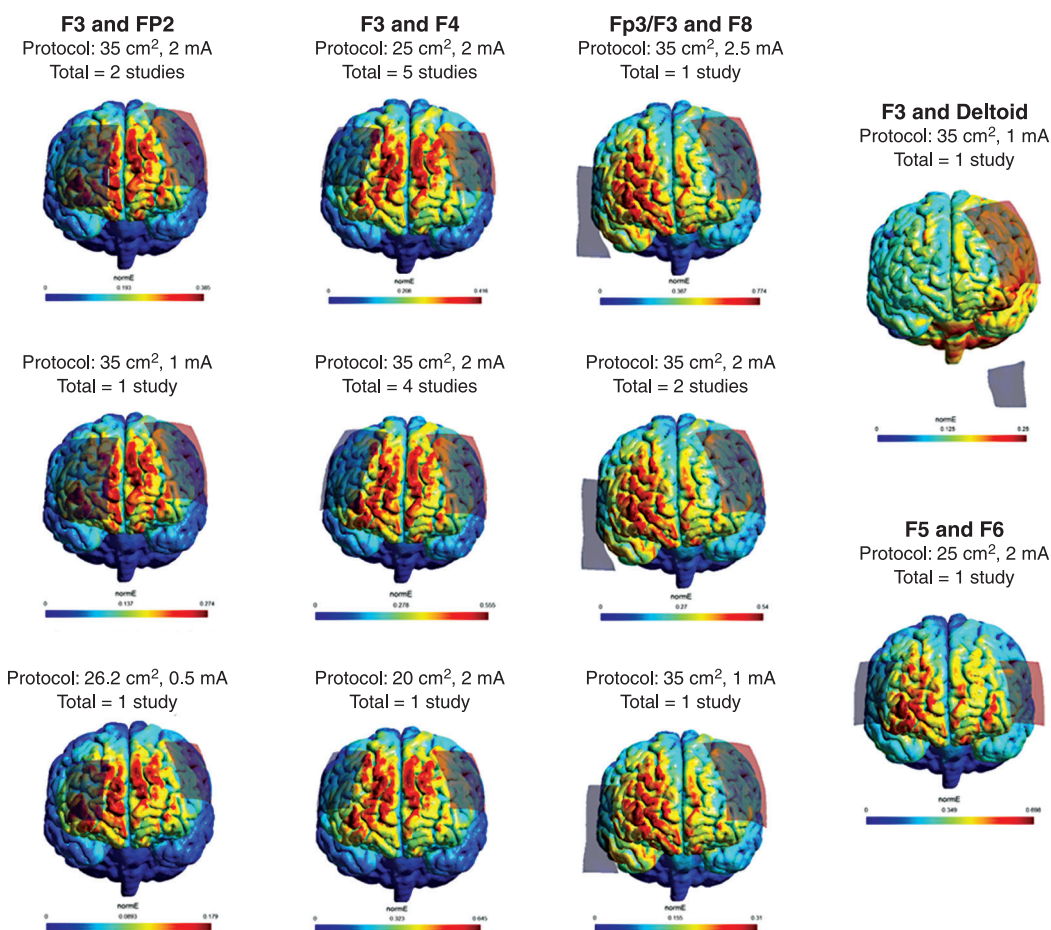 F3 and FP2
Protocol: 35 cm², 2 mA
Total = 2 studies
normE
0 0.193 0.385
Protocol: 35 cm², 1 mA
Total = 1 study
normE
0 0.137 0.274
Protocol: 26.2 cm², 0.5 mA
Total = 1 study
normE
0 0.0893 0.179
F3 and F4
Protocol: 25 cm², 2 mA
Total = 5 studies
normE
0 0.208 0.416
Protocol: 35 cm², 2 mA
Total = 4 studies
normE
0 0.278 0.555
Protocol: 20 cm², 2 mA
Total = 1 study
normE
0 0.323 0.645
Fp3/F3 and F8
Protocol: 35 cm², 2.5 mA
Total = 1 study
normE
0 0.387 0.774
Protocol: 35 cm², 2 mA
Total = 2 studies
normE
0 0.27 0.54
Protocol: 35 cm², 1 mA
Total = 1 study
normE
0 0.155 0.31
F3 and Deltoid
Protocol: 35 cm², 1 mA
Total = 1 study
normE
0 0.125 0.25
F5 and F6
Protocol: 25 cm², 2 mA
Total = 1 study
normE
0 0.349 0.698